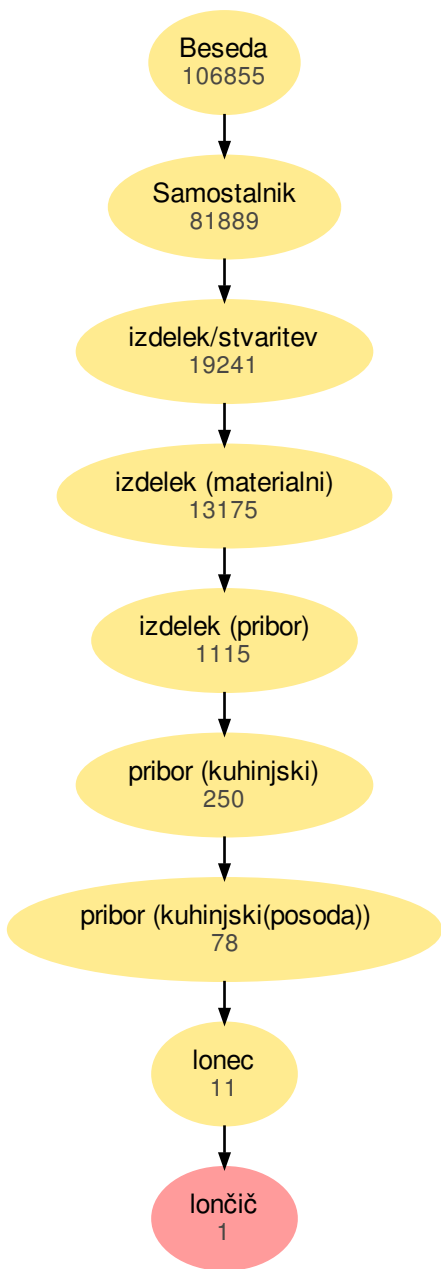 Beseda
106855
Samostalnik
81889
izdelek/stvaritev
19241
izdelek (materialni)
13175
izdelek (pribor)
1115
pribor (kuhinjski)
250
pribor (kuhinjski(posoda))
78
lonec
11
lončič
1